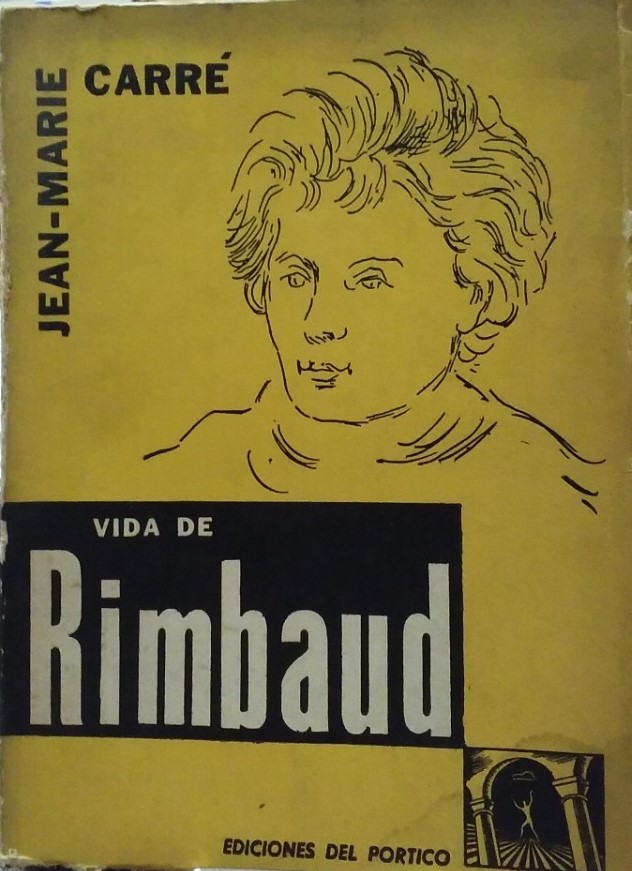 JEAN-MARIE
CARRÉ
VIDA DE
Rimbaud
EDICIONES DEL PORTICO